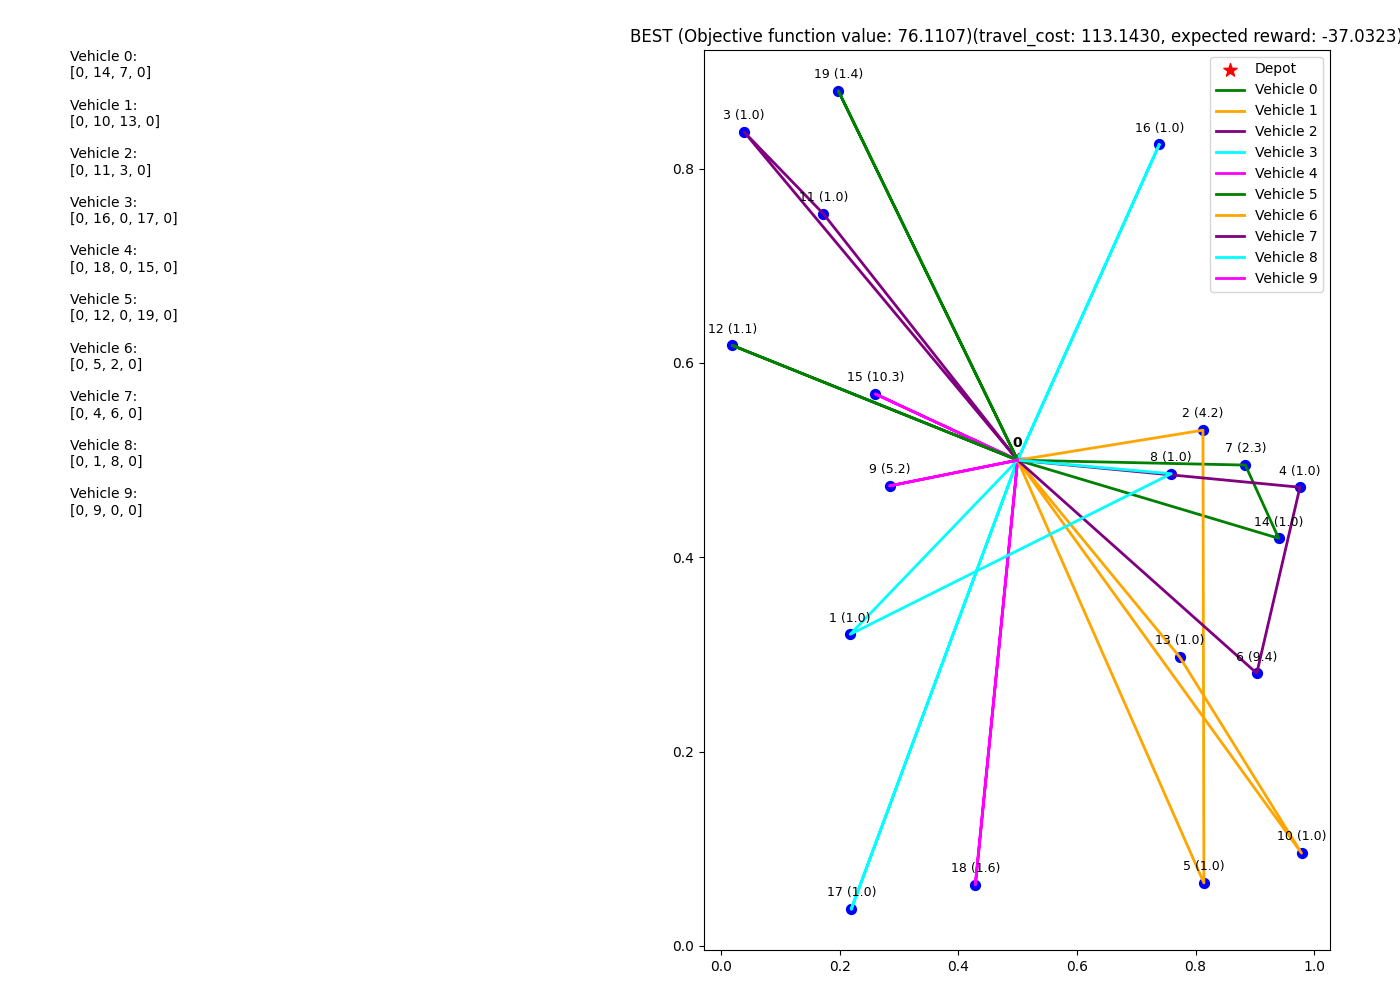 BEST (Objective function value: 76.1107)(travel_cost: 113.1430, expected reward: -37.0323)
Vehicle 0:
[0, 14, 7, 0]
Vehicle 1:
[0, 10, 13, 0]
Vehicle 2:
[0, 11, 3, 0]
Vehicle 3:
[0, 16, 0, 17, 0]
Vehicle 4:
[0, 18, 0, 15, 0]
Vehicle 5:
[0, 12, 0, 19, 0]
Vehicle 6:
[0, 5, 2, 0]
Vehicle 7:
[0, 4, 6, 0]
Vehicle 8:
[0, 1, 8, 0]
Vehicle 9:
[0, 9, 0, 0]
Depot
Vehicle 0
Vehicle 1
Vehicle 2
Vehicle 3
Vehicle 4
Vehicle 5
Vehicle 6
Vehicle 7
Vehicle 8
Vehicle 9
19 (1.4)
3 (1.0)
16 (1.0)
11 (1.0)
12 (1.1)
15 (10.3)
2 (4.2)
0
7 (2.3)
8 (1.0)
9 (5.2)
4 (1.0)
14 (1.0)
1 (1.0)
13 (1.0)
6 (9.4)
10 (1.0)
5 (1.0)
18 (1.6)
17 (1.0)
0.8
0.6
0.4
0.2
0.0
0.0
0.2
0.4
0.6
0.8
1.0